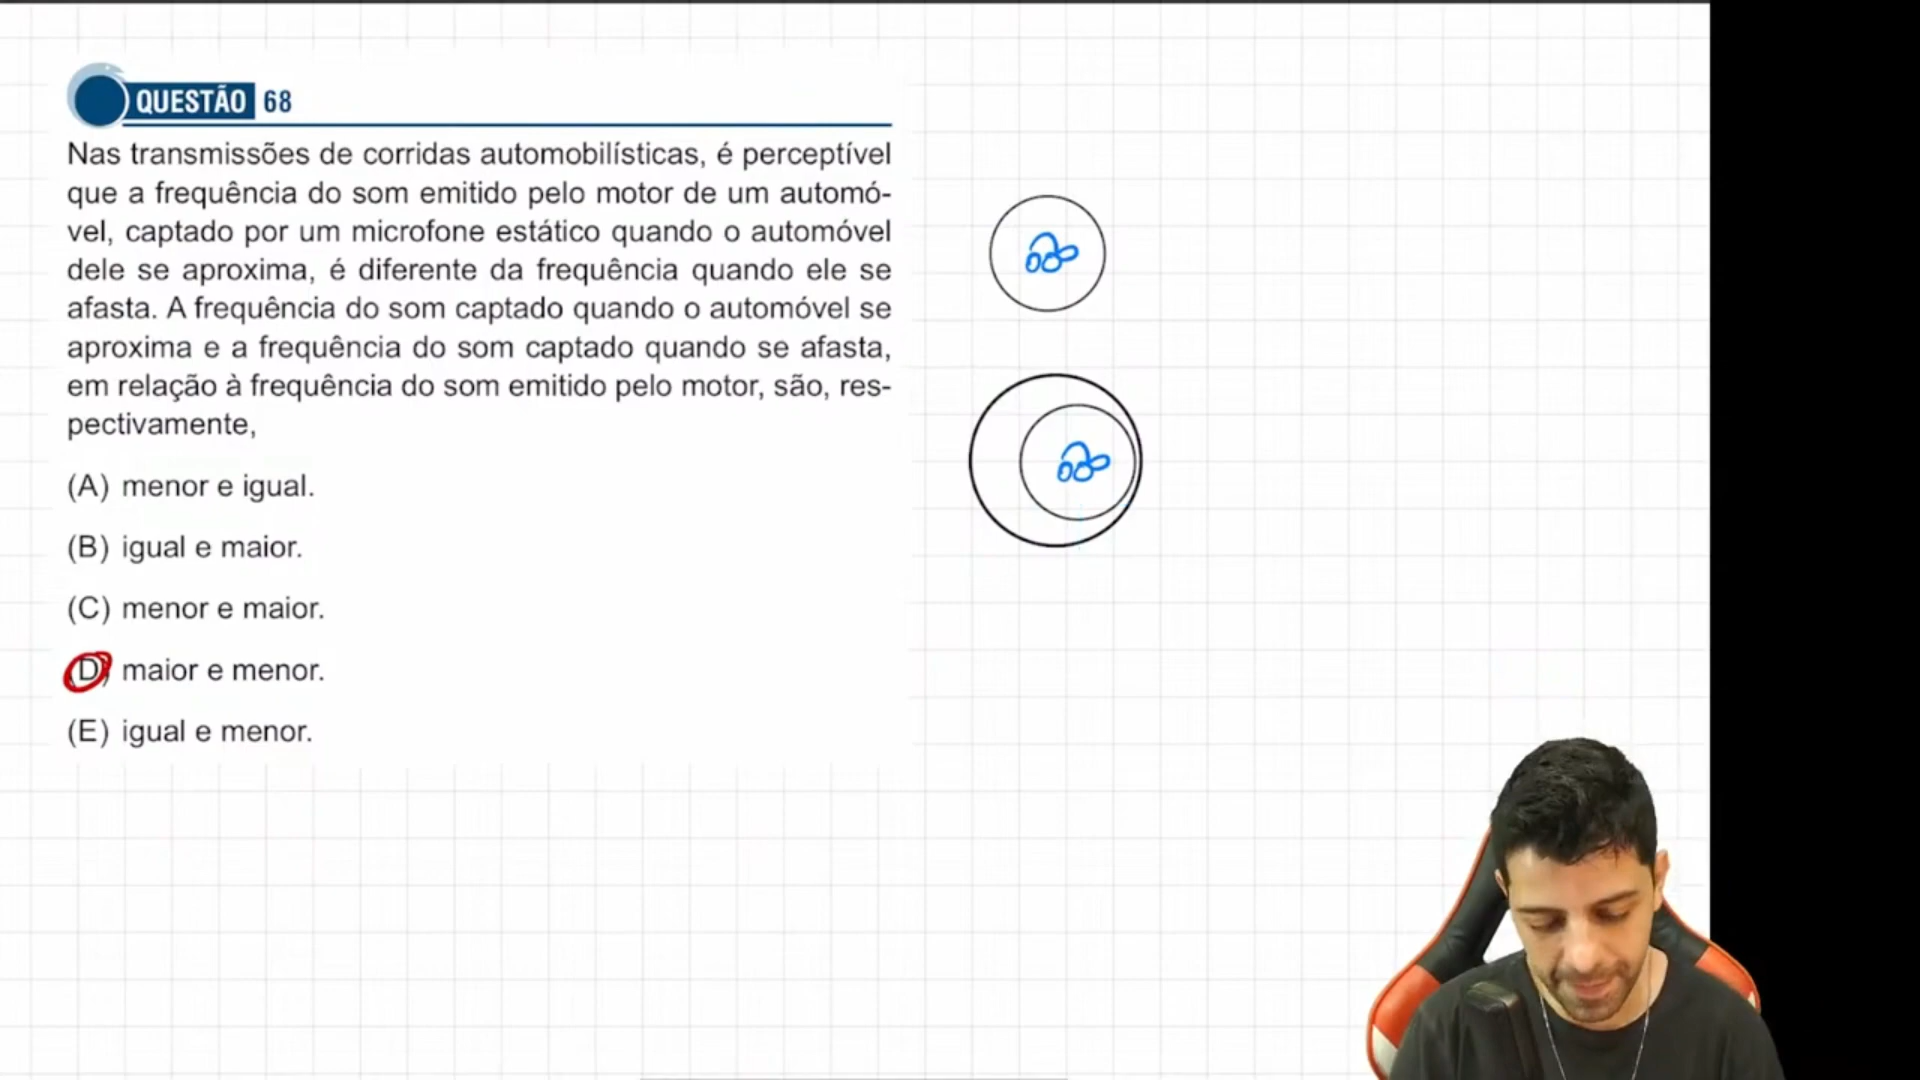 QUESTÃO 68
Nas transmissões de corridas automobilísticas, é perceptível
que a frequência do som emitido pelo motor de um automó-
vel, captado por um microfone estático quando o automóvel
dele se aproxima, é diferente da frequência quando ele se
afasta. A frequência do som captado quando o automóvel se
aproxima e a frequência do som captado quando se afasta,
em relação à frequência do som emitido pelo motor, são, res-
pectivamente,
(A) menor e igual.
(B) igual e maior.
(C) menor e maior.
(D) maior e menor.
(E) igual e menor.